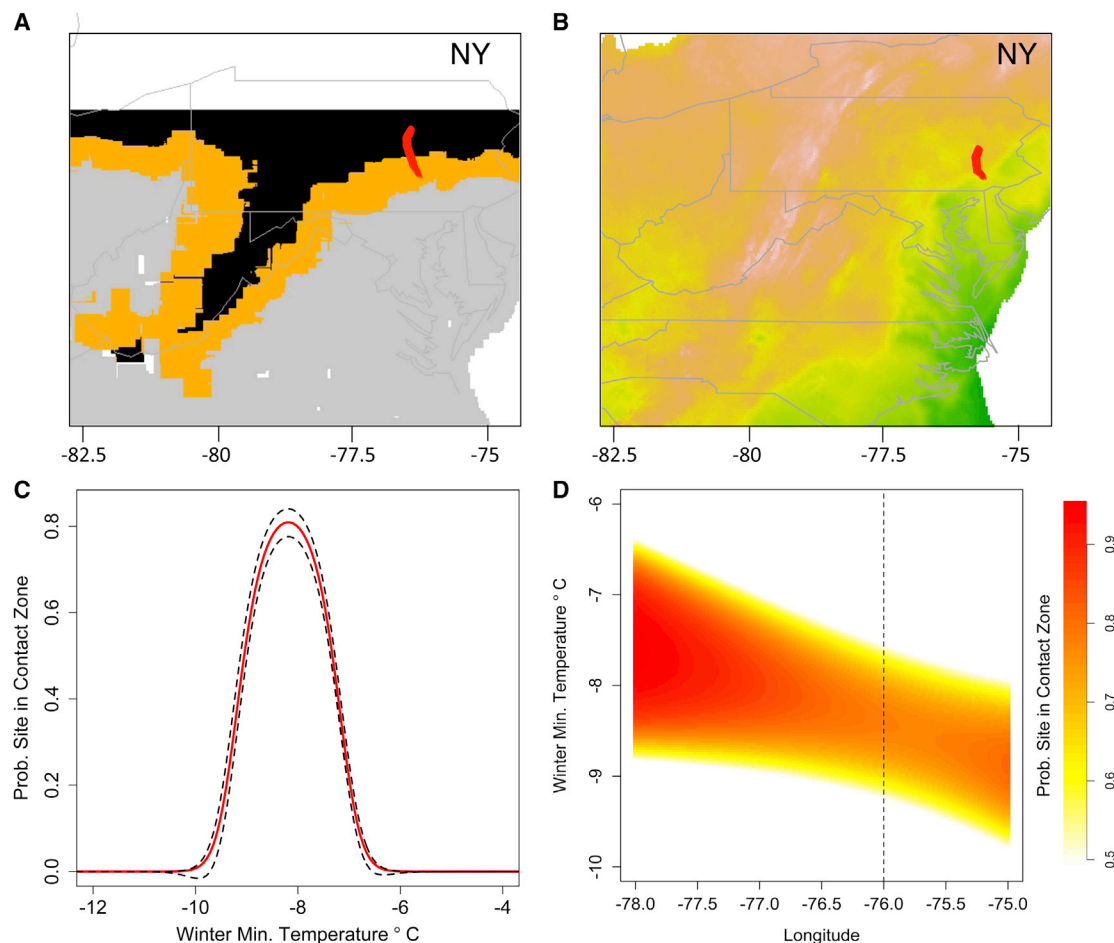 A
NY
-82.5 -80 -77.5 -75
B
NY
-82.5 -80 -77.5 -75
C
Prob. Site in Contact Zone
0.8
0.6
0.4
0.2
0.0
-12 -10 -8 -6 -4
Winter Min. Temperature ° C
D
Winter Min. Temperature ° C
-6
-7
-8
-9
-10
-78.0 -77.5 -77.0 -76.5 -76.0 -75.5 -75.0
Longitude
Prob. Site in Contact Zone
0.9
0.8
0.7
0.6
0.5